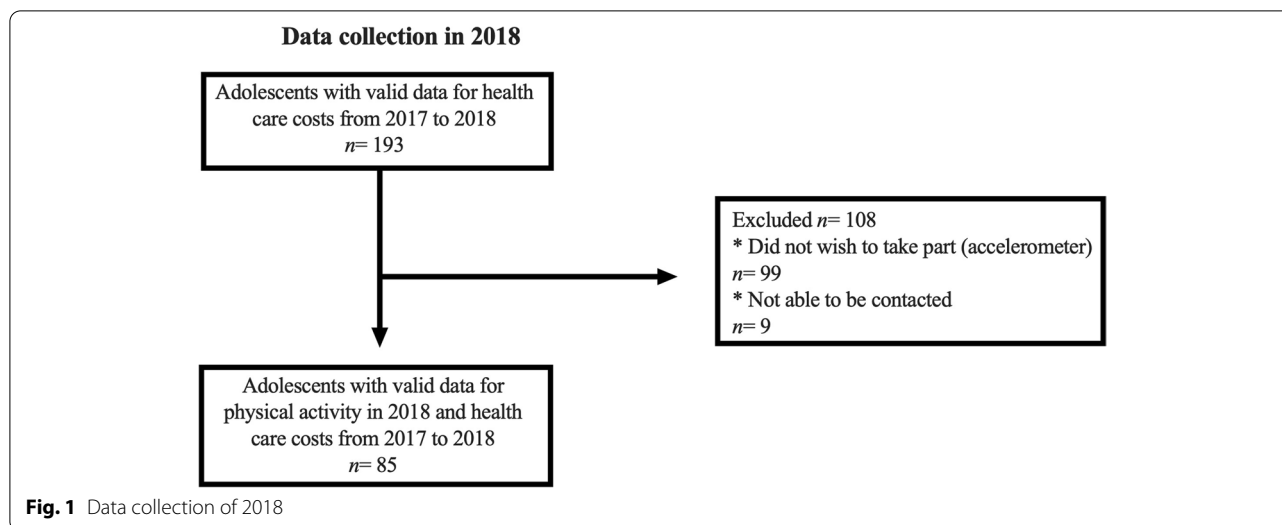 Data collection in 2018
Adolescents with valid data for health
care costs from 2017 to 2018
n= 193
Excluded n= 108
* Did not wish to take part (accelerometer)
n= 99
* Not able to be contacted
n= 9
Adolescents with valid data for
physical activity in 2018 and health
care costs from 2017 to 2018
n= 85
Fig. 1 Data collection of 2018